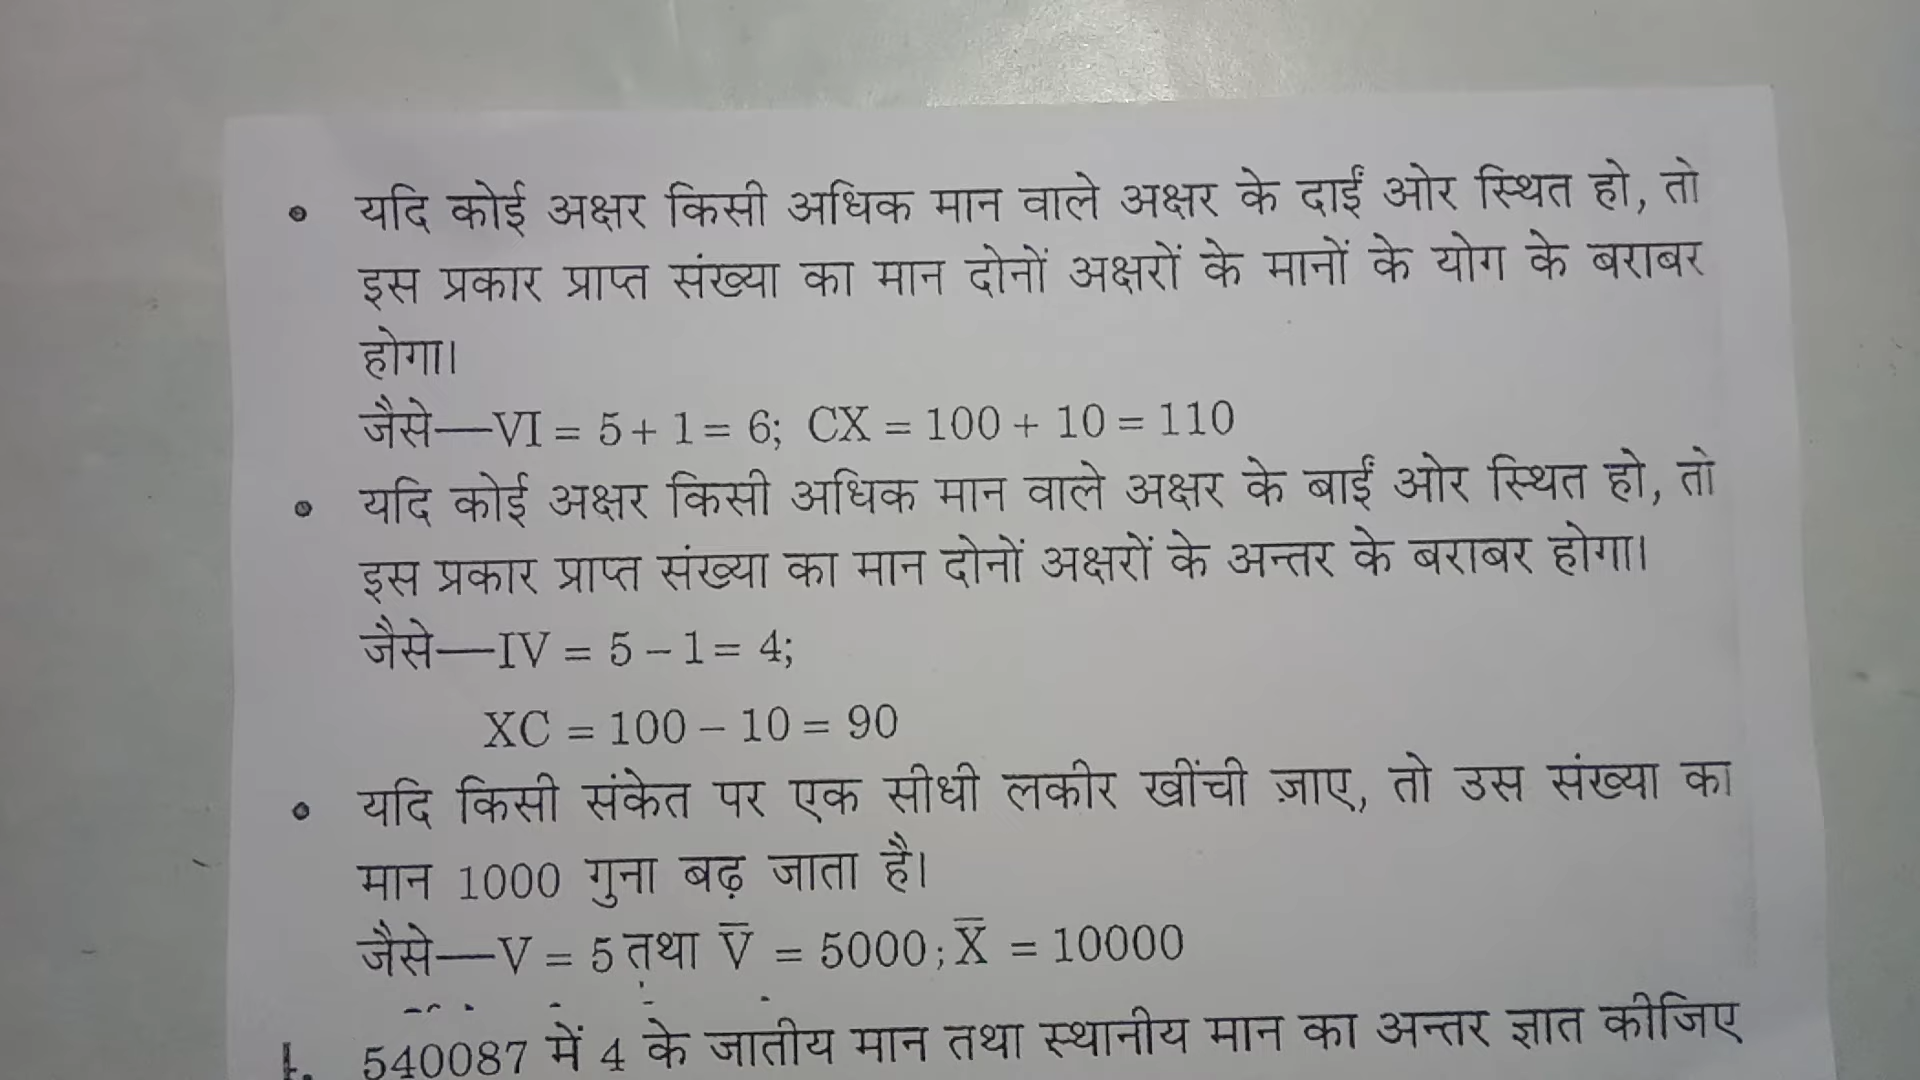 • यदि कोई अक्षर किसी अधिक मान वाले अक्षर के दाईं ओर स्थित हो, तो
इस प्रकार प्राप्त संख्या का मान दोनों अक्षरों के मानों के योग के बराबर
होगा।
जैसे—VI = 5 + 1 = 6; CX = 100 + 10 = 110
• यदि कोई अक्षर किसी अधिक मान वाले अक्षर के बाईं ओर स्थित हो, तो
इस प्रकार प्राप्त संख्या का मान दोनों अक्षरों के अन्तर के बराबर होगा।
जैसे—IV = 5 – 1 = 4;
XC = 100 – 10 = 90
• यदि किसी संकेत पर एक सीधी लकीर खींची ज़ाए, तो उस संख्या का
मान 1000 गुना बढ़ जाता है।
जैसे—V = 5 तथा V̅ = 5000; X̅ = 10000
540087 में 4 के जातीय मान तथा स्थानीय मान का अन्तर ज्ञात कीजिए